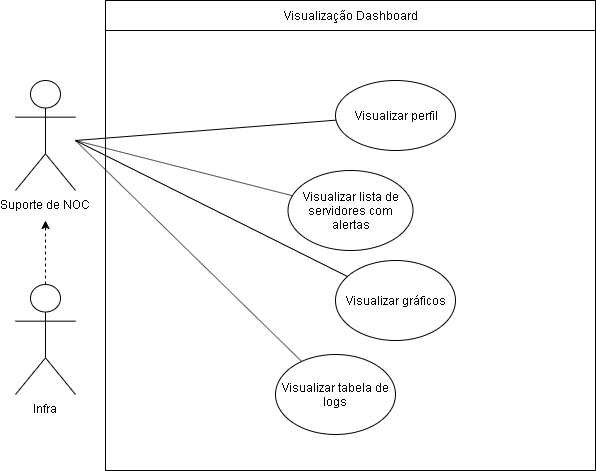 Visualização Dashboard
Visualizar perfil
Suporte de NOC
Visualizar lista de
servidores com
alertas
Visualizar gráficos
Visualizar tabela de
logs
Infra